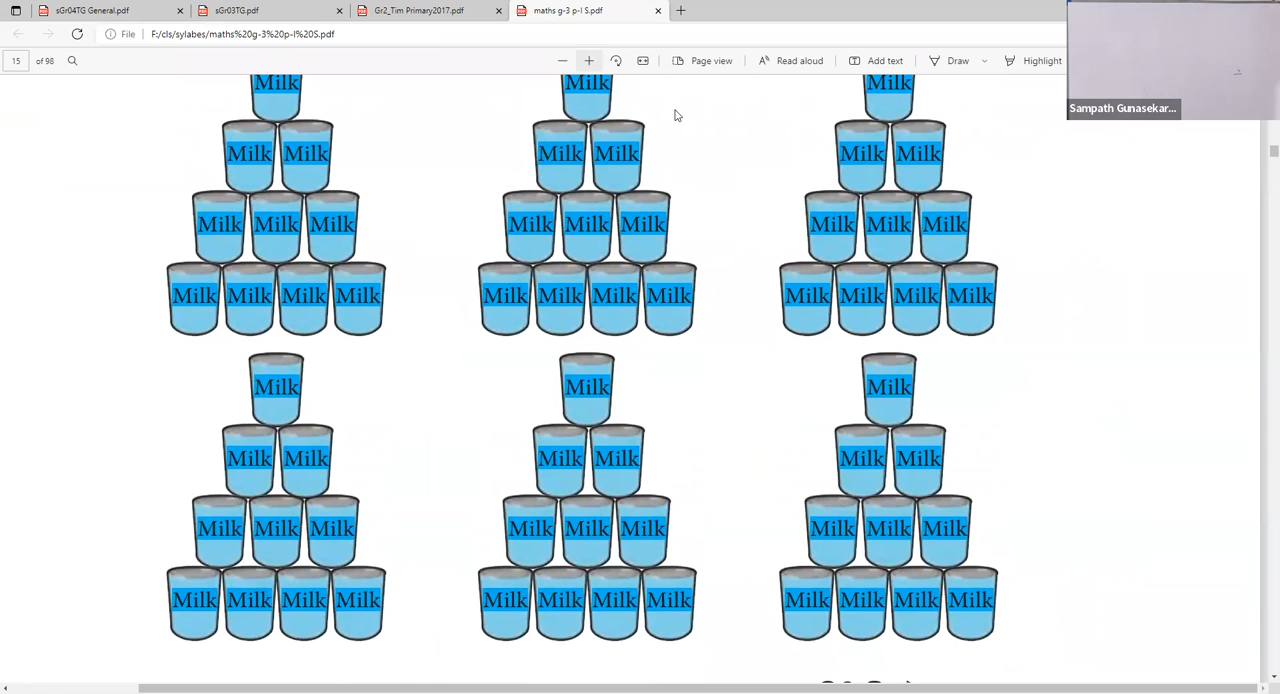 sGr04TG General.pdf sGr03TG.pdf Gr2_Tim Primary2017.pdf maths g-3 p-I S.pdf
File F:/cls/sylabes/maths%20g-3%20p-I%20S.pdf
15 of 98 Page view Read aloud Add text Draw Highlight
Sampath Gunasekar...
Milk Milk Milk
Milk Milk Milk Milk Milk Milk
Milk Milk Milk Milk Milk Milk Milk Milk Milk
Milk Milk Milk Milk Milk Milk Milk Milk Milk Milk Milk Milk
Milk Milk Milk
Milk Milk Milk Milk Milk Milk
Milk Milk Milk Milk Milk Milk Milk Milk Milk
Milk Milk Milk Milk Milk Milk Milk Milk Milk Milk Milk Milk